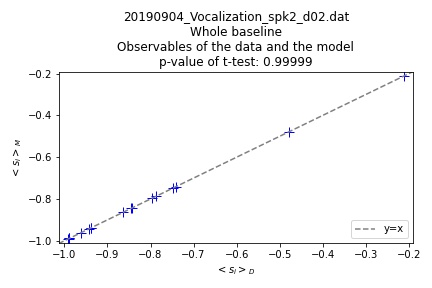 20190904_Vocalization_spk2_d02.dat
Whole baseline
Observables of the data and the model
p-value of t-test: 0.99999
−0.2
−0.4
−0.6
−0.8
−1.0
< s_i >_M
y=x
−1.0 −0.9 −0.8 −0.7 −0.6 −0.5 −0.4 −0.3 −0.2
< s_i >_D